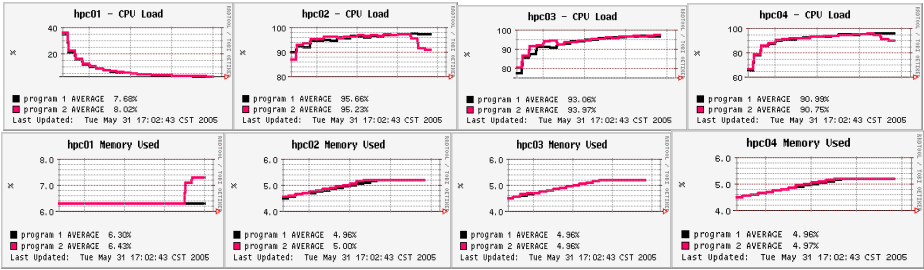 hpc01 - CPU Load
40
20
%
program 1 AVERAGE 7.68%
program 2 AVERAGE 8.02%
Last Updated: Tue May 31 17:02:43 CST 2005
hpc02 - CPU Load
100
90
80
%
program 1 AVERAGE 95.66%
program 2 AVERAGE 95.23%
Last Updated: Tue May 31 17:02:43 CST 2005
hpc03 - CPU Load
100
90
80
%
program 1 AVERAGE 93.06%
program 2 AVERAGE 93.97%
Last Updated: Tue May 31 17:02:43 CST 2005
hpc04 - CPU Load
100
80
60
%
program 1 AVERAGE 90.99%
program 2 AVERAGE 90.75%
Last Updated: Tue May 31 17:02:43 CST 2005
hpc01 Memory Used
8.0
7.0
6.0
%
program 1 AVERAGE 6.30%
program 2 AVERAGE 6.43%
Last Updated: Tue May 31 17:02:43 CST 2005
hpc02 Memory Used
6.0
5.0
4.0
%
program 1 AVERAGE 4.96%
program 2 AVERAGE 5.00%
Last Updated: Tue May 31 17:02:43 CST 2005
hpc03 Memory Used
6.0
5.0
4.0
%
program 1 AVERAGE 4.96%
program 2 AVERAGE 4.96%
Last Updated: Tue May 31 17:02:43 CST 2005
hpc04 Memory Used
6.0
5.0
4.0
%
program 1 AVERAGE 4.96%
program 2 AVERAGE 4.97%
Last Updated: Tue May 31 17:02:43 CST 2005